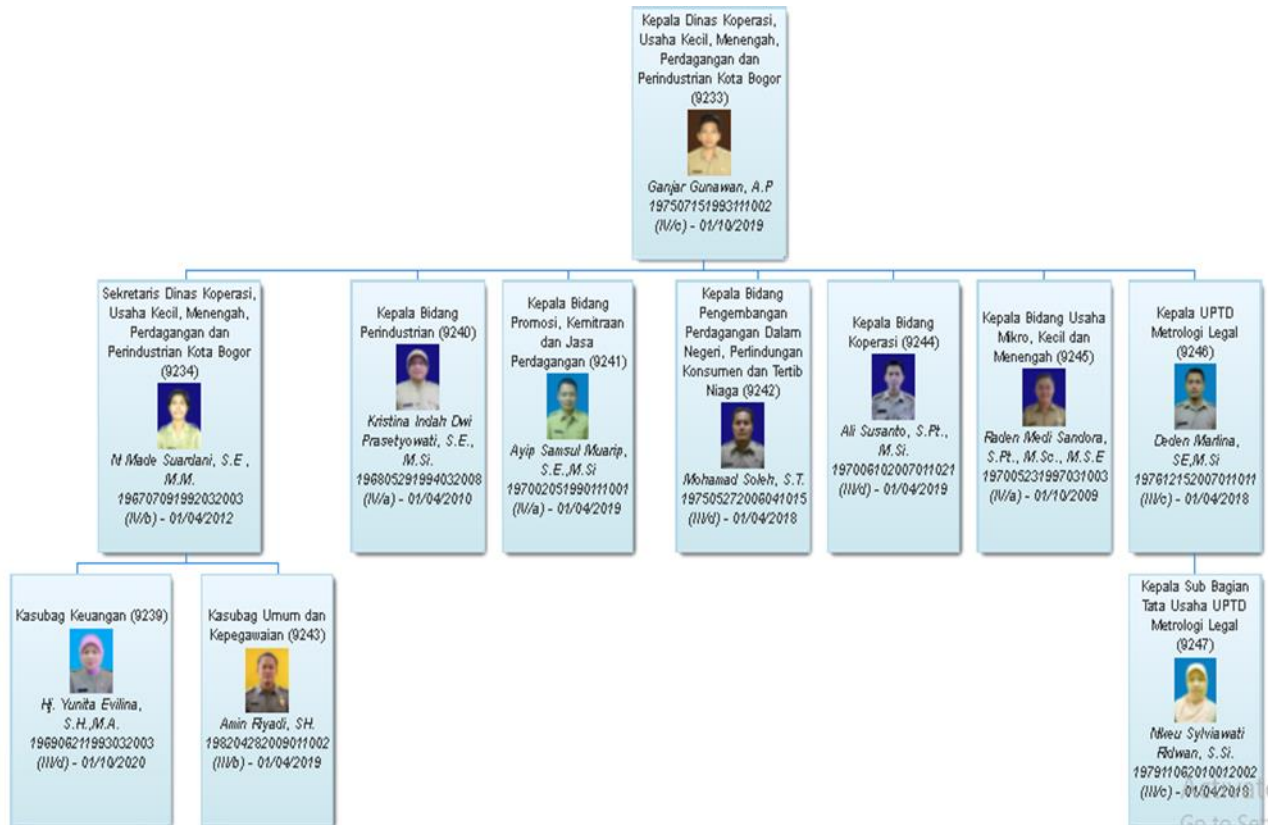 Kepala Dinas Koperasi,
Usaha Kecil, Menengah,
Perdagangan dan
Perindustrian Kota Bogor
(9233)
Ganjar Gunawan, A.P
197507151993111002
(IV/c) - 01/10/2019
Sekretaris Dinas Koperasi,
Usaha Kecil, Menengah,
Perdagangan dan
Perindustrian Kota Bogor
(9234)
Ni Made Suardani, S.E ,
M.M.
196707091992032003
(IV/b) - 01/04/2012
Kepala Bidang
Perindustrian (9240)
Kristina Indah Dwi
Prasetyowati, S.E.,
M.Si.
196805291994032008
(IV/a) - 01/04/2010
Kepala Bidang
Promosi, Kemitraan
dan Jasa
Perdagangan (9241)
Ayip Samsul Muarip,
S.E.,M.Si
197002051990111001
(IV/a) - 01/04/2019
Kepala Bidang
Pengembangan
Perdagangan Dalam
Negeri, Perlindungan
Konsumen dan Tertib
Niaga (9242)
Mohamad Soleh, S.T.
197505272006041015
(III/d) - 01/04/2018
Kepala Bidang
Koperasi (9244)
Ali Susanto, S.Pt.,
M.Si.
197006102007011021
(III/d) - 01/04/2019
Kepala Bidang Usaha
Mikro, Kecil dan
Menengah (9245)
Raden Medi Sandora,
S.Pt., M.Sc., M.S.E
197005231997031003
(IV/a) - 01/10/2009
Kepala UPTD
Metrologi Legal
(9246)
Deden Marlina,
SE,M.Si
197612152007011011
(III/c) - 01/04/2018
Kasubag Keuangan (9239)
Hj. Yunita Evilina,
S.H.,M.A.
196906211993032003
(III/d) - 01/10/2020
Kasubag Umum dan
Kepegawaian (9243)
Amin Riyadi, SH.
198204282009011002
(III/b) - 01/04/2019
Kepala Sub Bagian
Tata Usaha UPTD
Metrologi Legal
(9247)
Sylviawati
Ridwan, S.Si.
197911062010012002
(III/c) - 01/04/2018